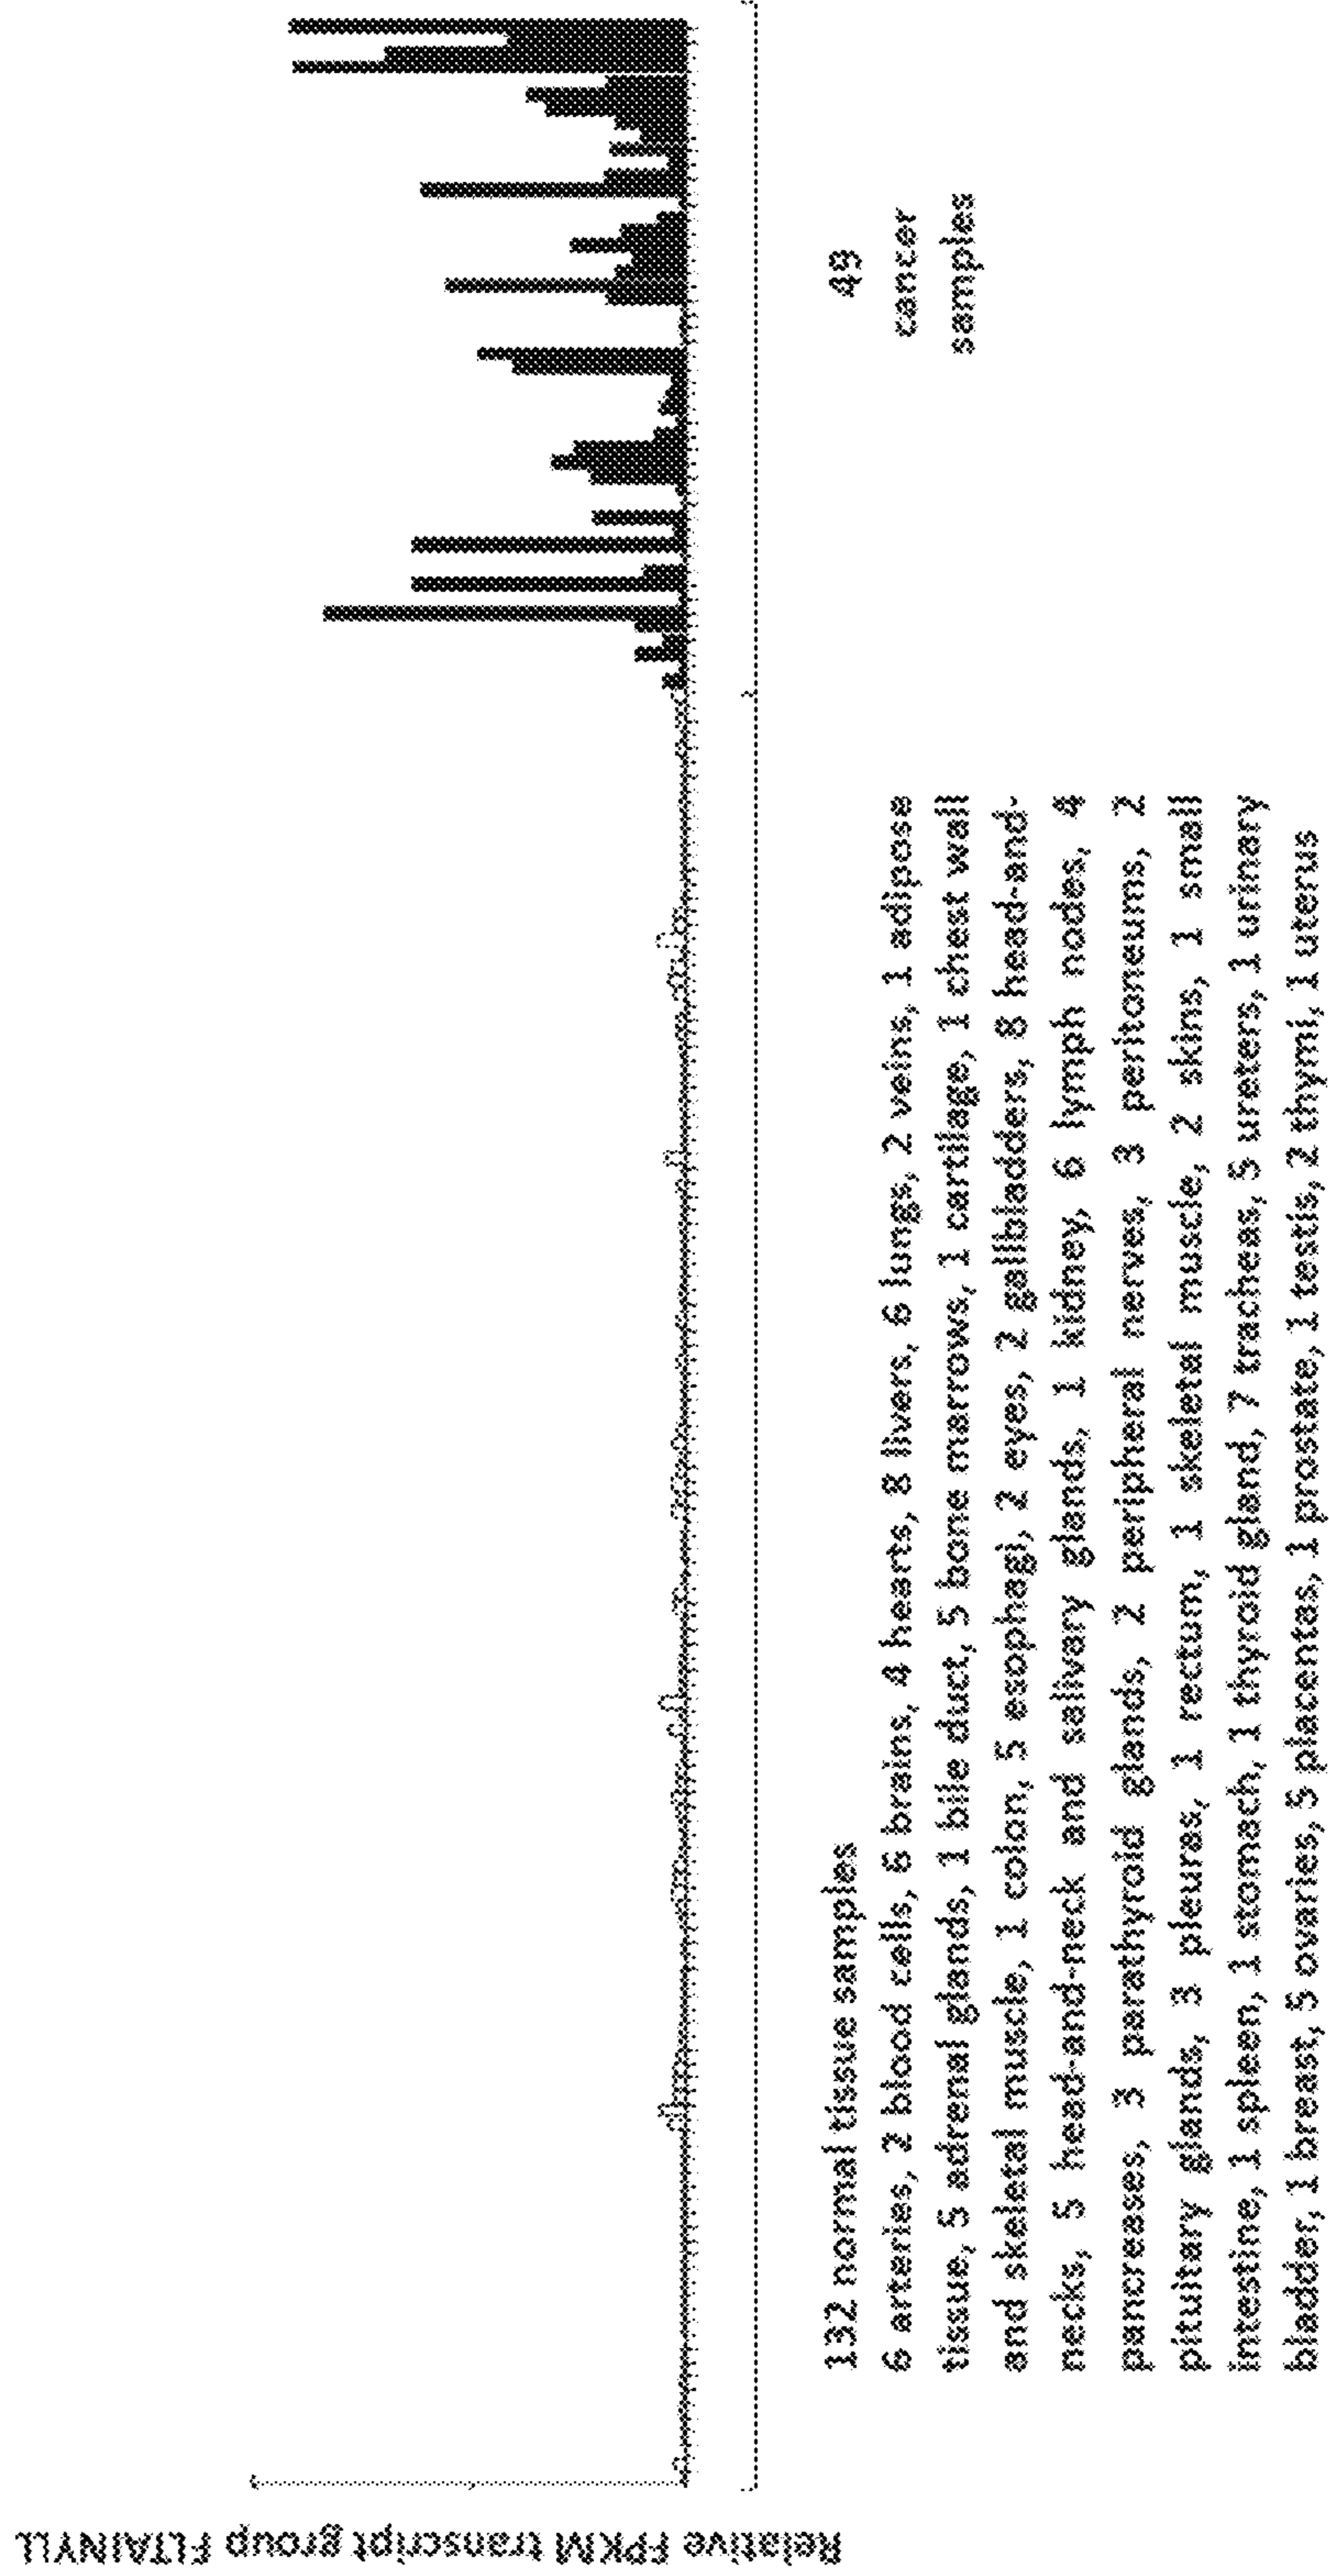 Relative FPKM transcript group FLTAINYLL
132 normal tissue samples
6 arteries, 2 blood cells, 6 brains, 4 hearts, 8 livers, 6 lungs, 2 veins, 1 adipose
tissue, 5 adrenal glands, 1 bile duct, 5 bone marrows, 1 cartilage, 1 chest wall
and skeletal muscle, 1 colon, 5 esophagi, 2 eyes, 2 gallbladders, 8 head-and-
necks, 5 head-and-neck and salivary glands, 1 kidney, 6 lymph nodes, 4
pancreases, 3 parathyroid glands, 2 peripheral nerves, 3 peritoneums, 2
pituitary glands, 3 pleuras, 1 rectum, 1 skeletal muscle, 2 skins, 1 small
intestine, 1 spleen, 1 stomach, 1 thyroid gland, 7 tracheas, 5 ureters, 1 urinary
bladder, 1 breast, 5 ovaries, 5 placentas, 1 prostate, 1 testis, 2 thymi, 1 uterus
49
cancer
samples